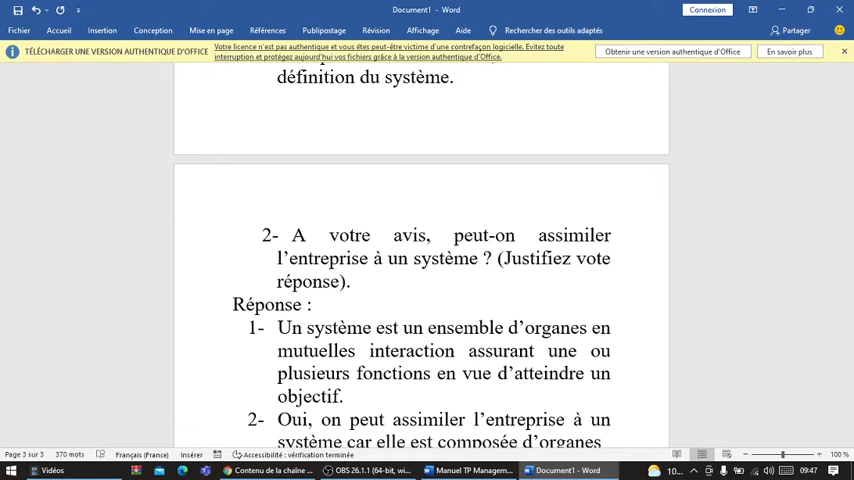 Document1 - Word
Connexion
Fichier Accueil Insertion Conception Mise en page Références Publipostage Révision Affichage Aide Rechercher des outils adaptés Partager
TÉLÉCHARGER UNE VERSION AUTHENTIQUE D'OFFICE Votre licence n'est pas authentique et vous êtes peut-être victime d'une contrefaçon logicielle. Évitez toute
interruption et protégez aujourd'hui vos fichiers grâce à la version authentique d'Office.
Obtenir une version authentique d'Office En savoir plus
définition du système.
2- A votre avis, peut-on assimiler
l'entreprise à un système ? (Justifiez vote
réponse).
Réponse :
1- Un système est un ensemble d'organes en
mutuelles interaction assurant une ou
plusieurs fonctions en vue d'atteindre un
objectif.
2- Oui, on peut assimiler l'entreprise à un
système car elle est composée d'organes
Page 3 sur 3 370 mots Français (France) Insérer Accessibilité : vérification terminée 100 %
Vidéos Contenu de la chaîne ... OBS 26.1.1 (64-bit, wi... Manuel TP Managem... Document1 - Word 10... 09:47